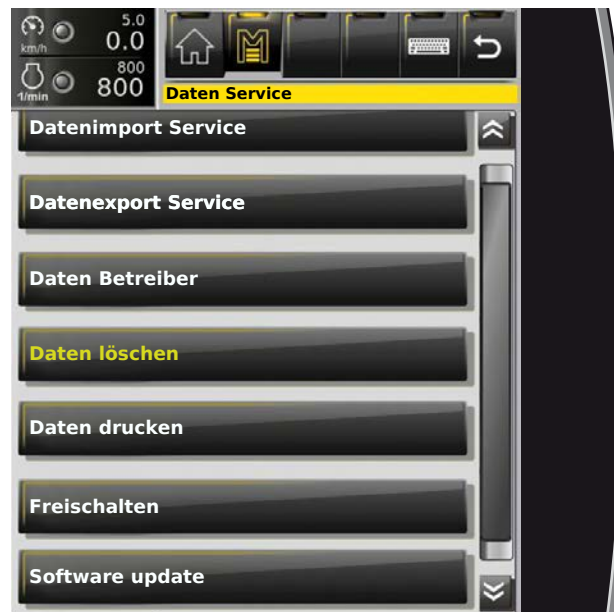 5.0
km/h 0.0
800
1/min 800
Daten Service
Datenimport Service
Datenexport Service
Daten Betreiber
Daten löschen
Daten drucken
Freischalten
Software update